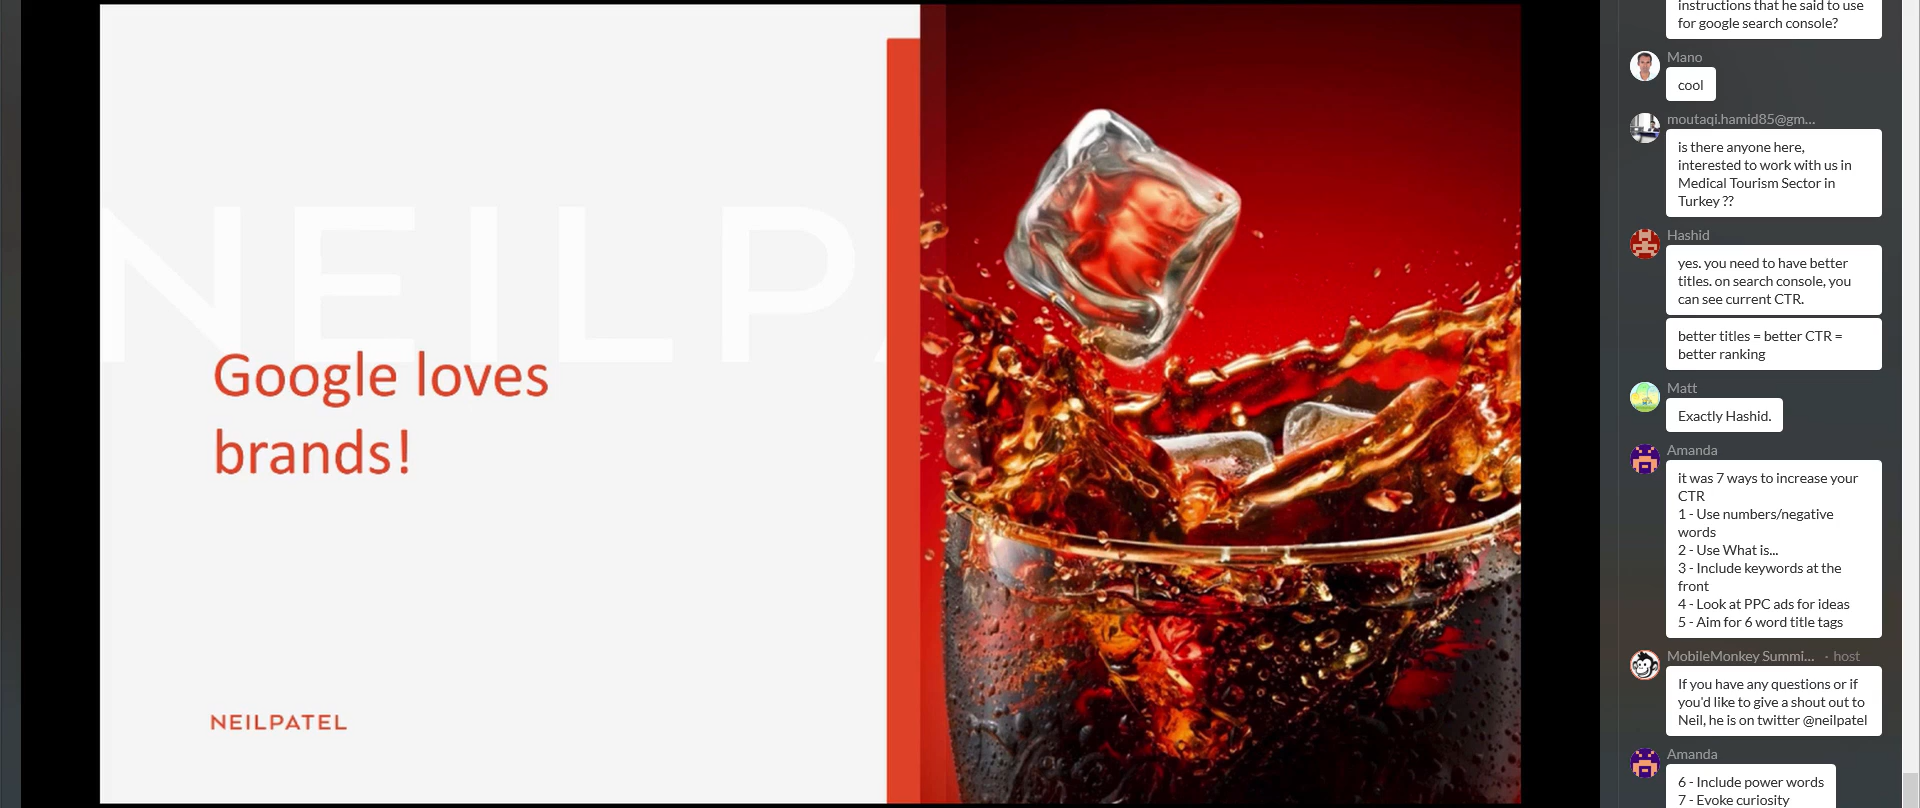 NEILPA
Google loves
brands!
NEILPATEL
instructions that he said to use
for google search console?
Mano
cool
moutaqi.hamid85@gm...
is there anyone here,
interested to work with us in
Medical Tourism Sector in
Turkey ??
Hashid
yes. you need to have better
titles. on search console, you
can see current CTR.
better titles = better CTR =
better ranking
Matt
Exactly Hashid.
Amanda
it was 7 ways to increase your
CTR
1 - Use numbers/negative
words
2 - Use What is...
3 - Include keywords at the
front
4 - Look at PPC ads for ideas
5 - Aim for 6 word title tags
MobileMonkey Summi... · host
If you have any questions or if
you'd like to give a shout out to
Neil, he is on twitter @neilpatel
Amanda
6 - Include power words
7 - Evoke curiosity